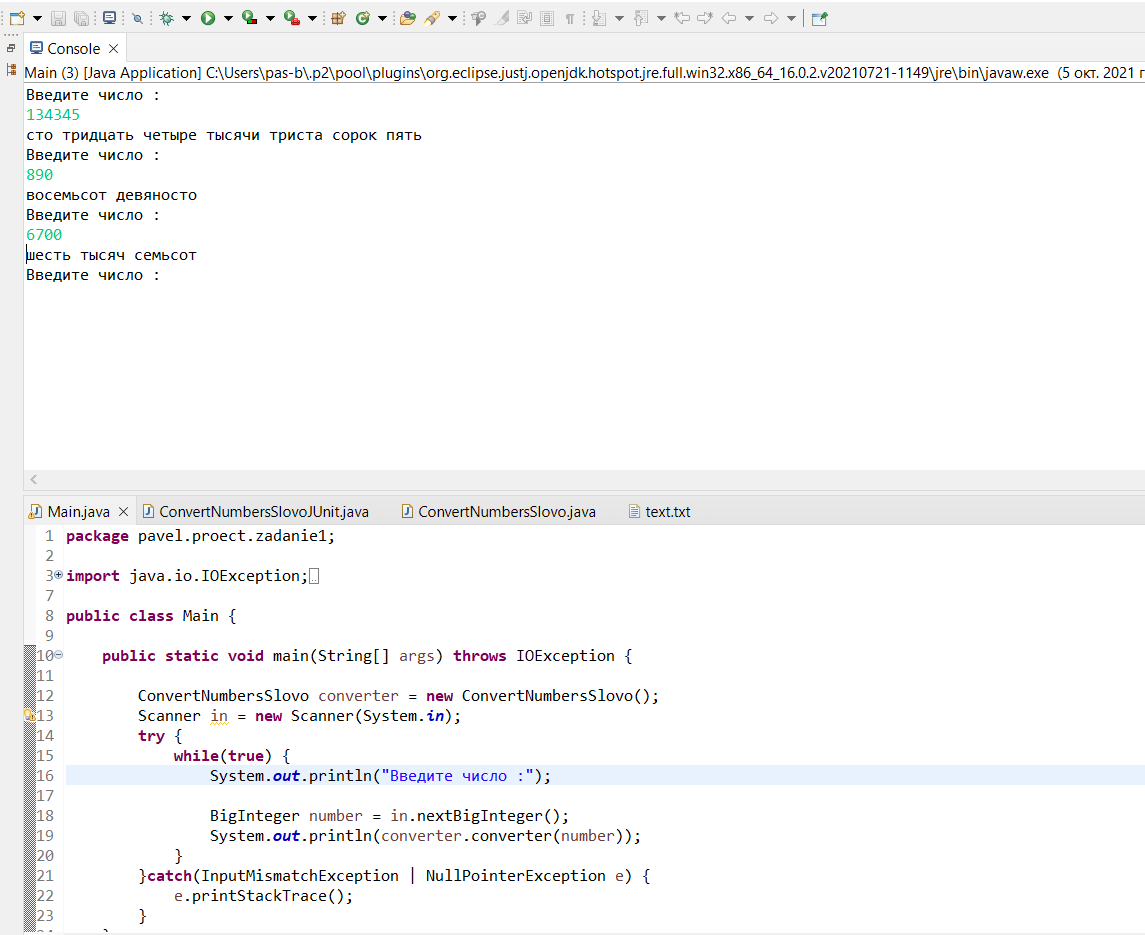 Console
Main (3) [Java Application] C:\Users\pas-b\.p2\pool\plugins\org.eclipse.justj.openjdk.hotspot.jre.full.win32.x86_64_16.0.2.v20210721-1149\jre\bin\javaw.exe (5 окт. 2021 г
Введите число :
134345
сто тридцать четыре тысячи триста сорок пять
Введите число :
890
восемьсот девяносто
Введите число :
6700
шесть тысяч семьсот
Введите число :
Main.java ConvertNumbersSlovoJUnit.java ConvertNumbersSlovo.java text.txt
1 package pavel.proect.zadanie1;
2
3 import java.io.IOException;
7
8 public class Main {
9
10 public static void main(String[] args) throws IOException {
11
12 ConvertNumbersSlovo converter = new ConvertNumbersSlovo();
13 Scanner in = new Scanner(System.in);
14 try {
15 while(true) {
16 System.out.println("Введите число :");
17
18 BigInteger number = in.nextBigInteger();
19 System.out.println(converter.converter(number));
20 }
21 }catch(InputMismatchException | NullPointerException e) {
22 e.printStackTrace();
23 }